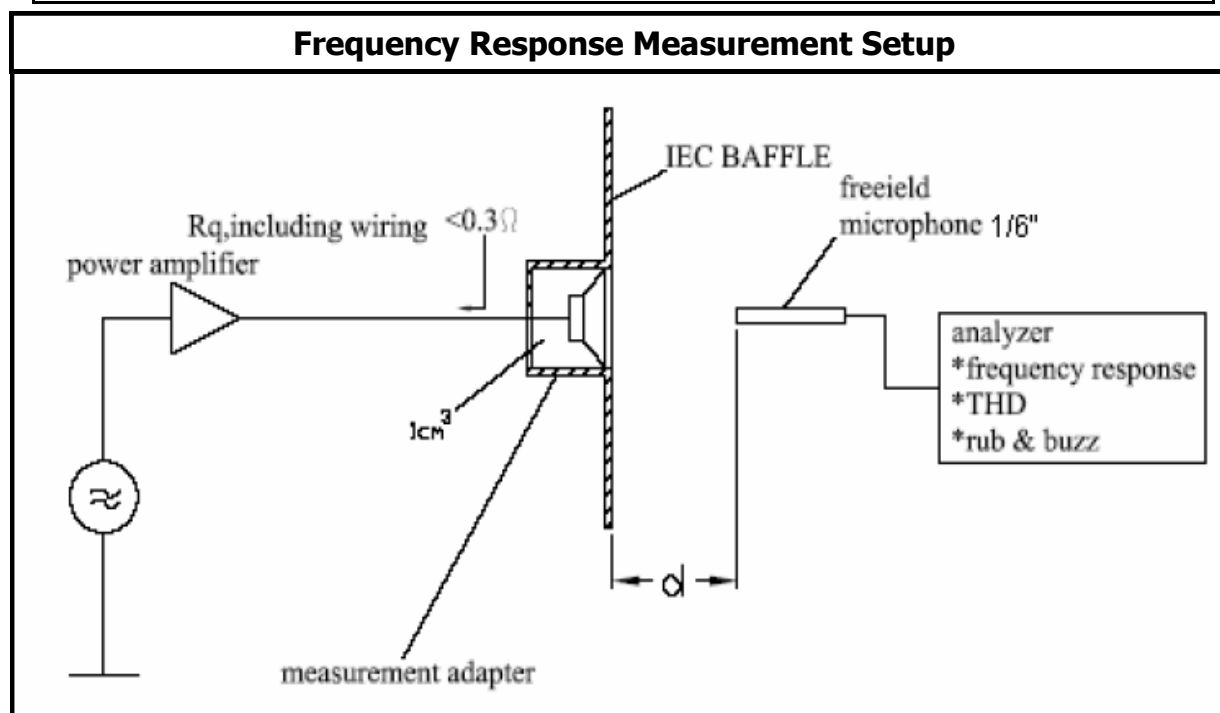 Frequency Response Measurement Setup
IEC BAFFLE
freeield
microphone 1/6"
Rq,including wiring <0.3Ω
power amplifier
1cm³
analyzer
*frequency response
*THD
*rub & buzz
d
measurement adapter